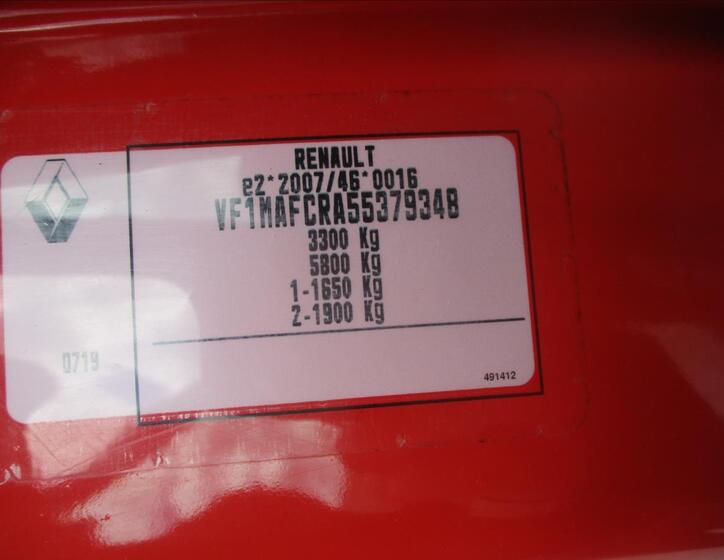 RENAULT
e2*2007/46*0016
VF1MAFCRA55379348
3300 Kg
5800 Kg
1-1650 Kg
2-1900 Kg
0719
491412